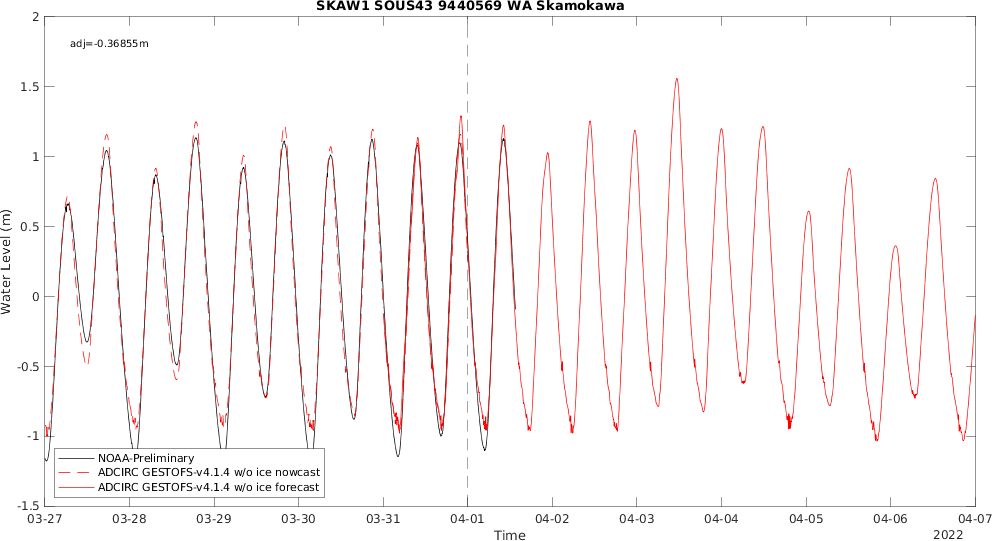 SKAW1 SOUS43 9440569 WA Skamokawa
adj=-0.36855m
2
1.5
1
0.5
0
-0.5
-1
-1.5
Water Level (m)
NOAA-Preliminary
ADCIRC GESTOFS-v4.1.4 w/o ice nowcast
ADCIRC GESTOFS-v4.1.4 w/o ice forecast
03-27 03-28 03-29 03-30 03-31 04-01 04-02 04-03 04-04 04-05 04-06 04-07
Time
2022